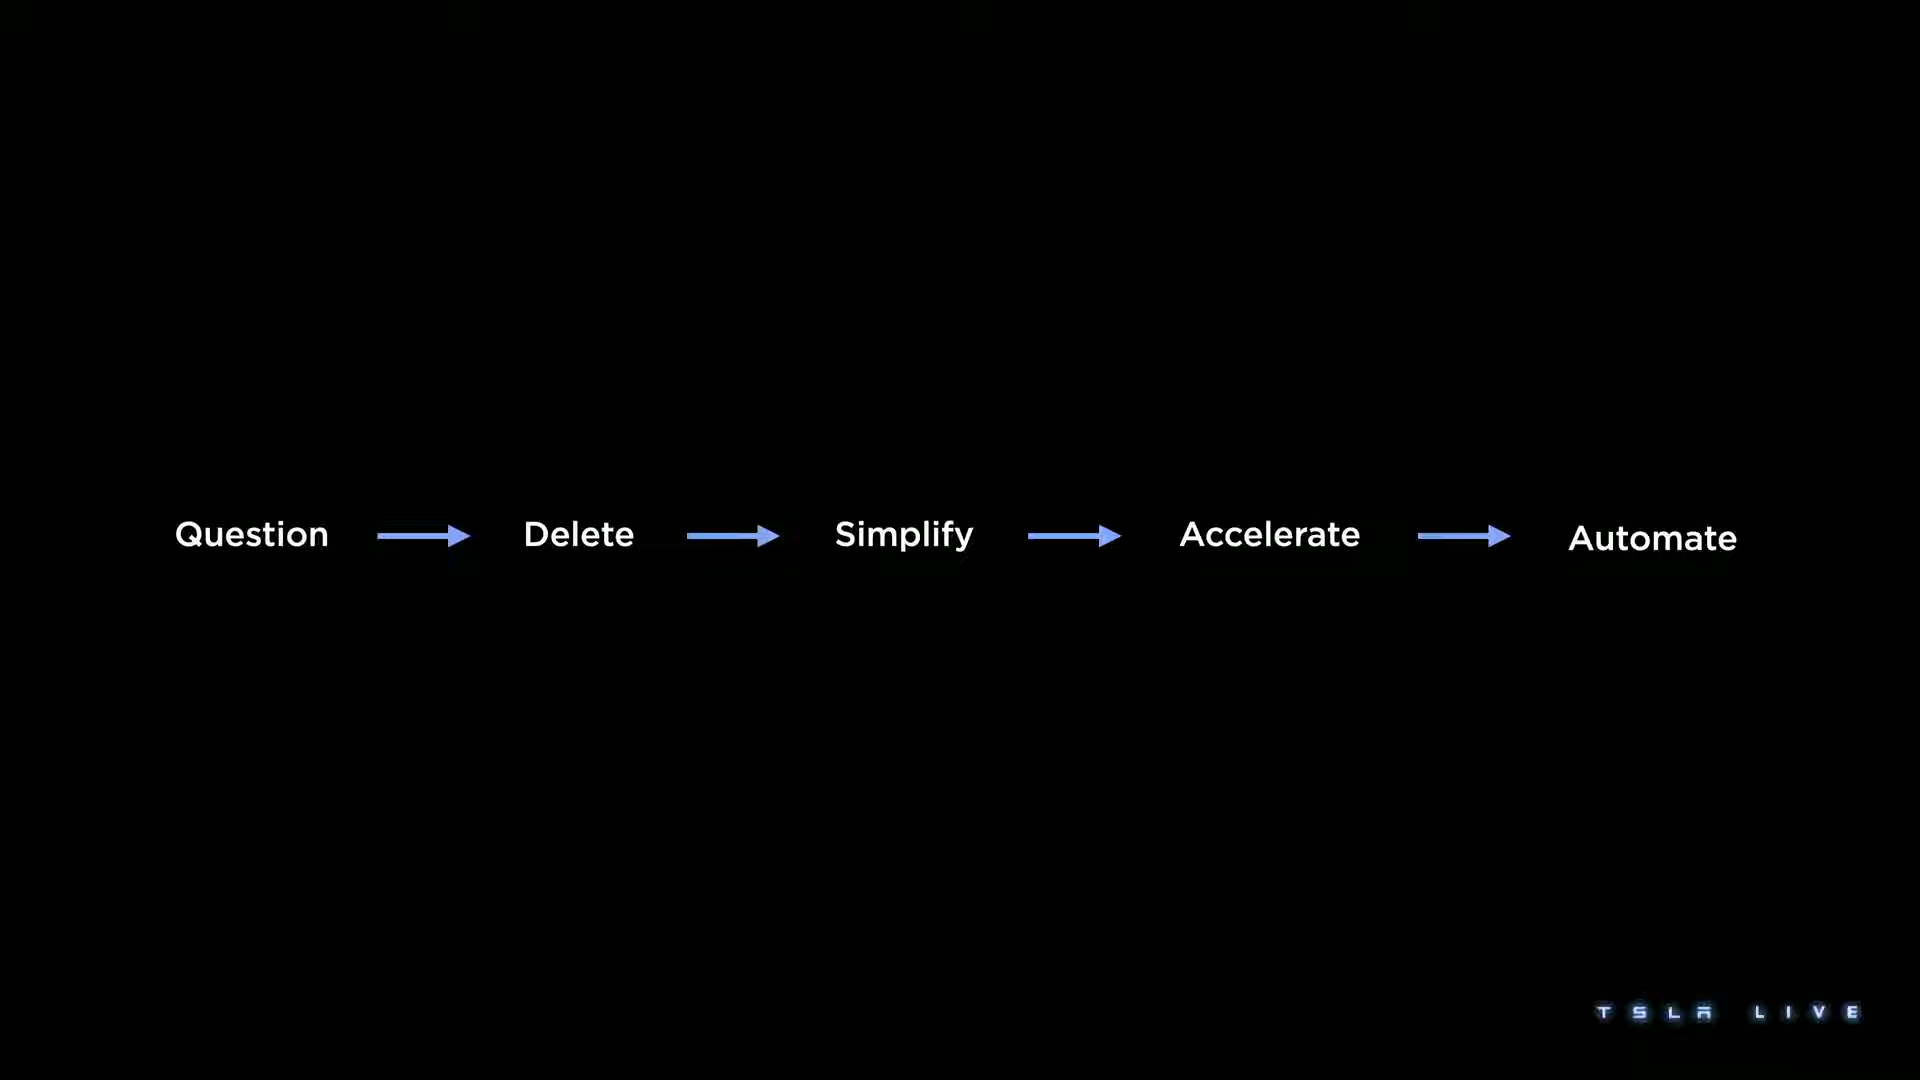 Question → Delete → Simplify → Accelerate → Automate
TSLA LIVE